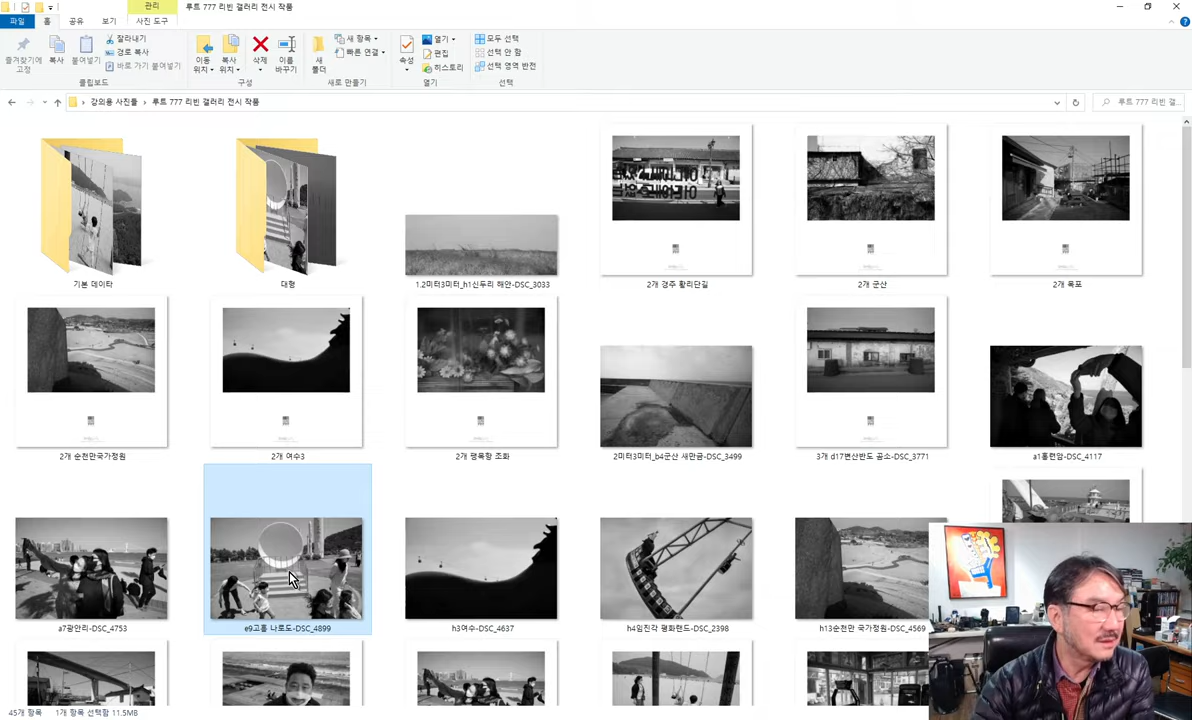 관리
루트 777 리빈 갤러리 전시 작품
파일
홈
공유
보기
사진 도구
즐겨찾기에 고정
복사
붙여넣기
잘라내기
경로 복사
바로 가기 붙여넣기
클립보드
이동 위치
복사 위치
삭제
이름 바꾸기
구성
새 폴더
새 항목
빠른 연결
새로 만들기
속성
열기
편집
히스토리
열기
모두 선택
선택 안 함
선택 영역 반전
선택
강의용 사진들 > 루트 777 리빈 갤러리 전시 작품
루트 777 리빈 갤...
기본 데이타
대형
1.2미터3미터_h1신두리 해안-DSC_3033
2개 경주 황리단길
2개 군산
2개 목포
2개 순천만국가정원
2개 여수3
2개 팽목항 조화
2미터3미터_b4군산 새만금-DSC_3499
3개 d17변산반도 곰소-DSC_3771
a1홍련암-DSC_4117
a7광안리-DSC_4753
e9고흥 나로도-DSC_4899
h3여수-DSC_4637
h4임진각 평화랜드-DSC_2398
h13순천만 국가정원-DSC_4569
45개 항목
1개 항목 선택함 11.5MB